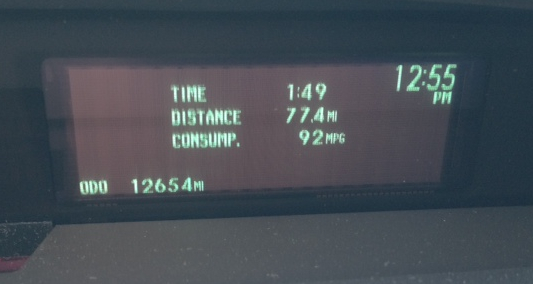 12:55
PM
TIME 1:49
DISTANCE 77.4 MI
CONSUMP. 92 MPG
ODO 12654 MI